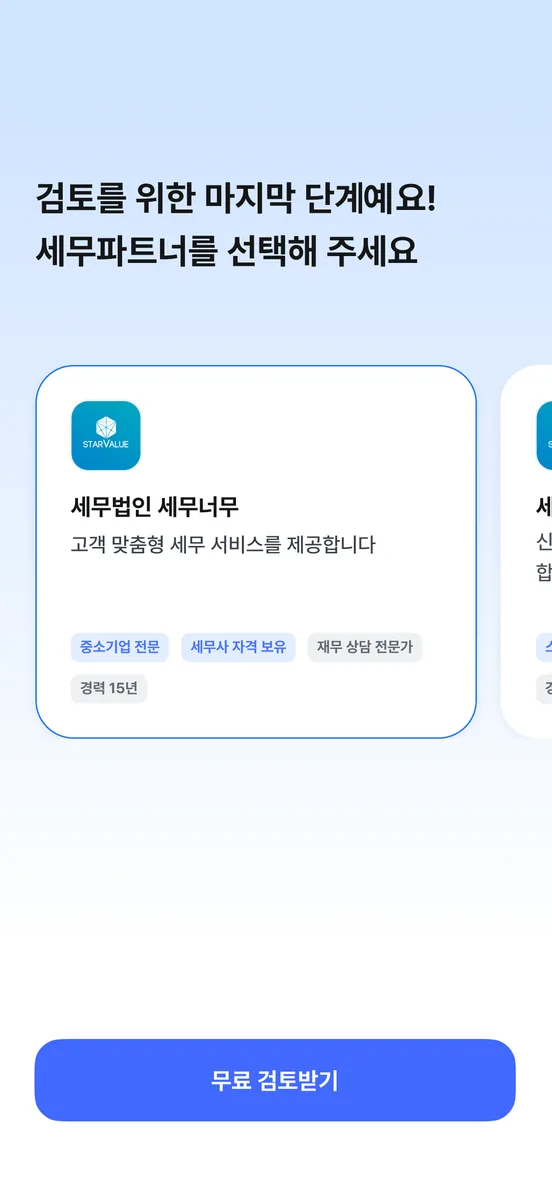 검토를 위한 마지막 단계예요!
세무파트너를 선택해 주세요
STARVALUE
세무법인 세무너무
고객 맞춤형 세무 서비스를 제공합니다
중소기업 전문 세무사 자격 보유 재무 상담 전문가
경력 15년
무료 검토받기